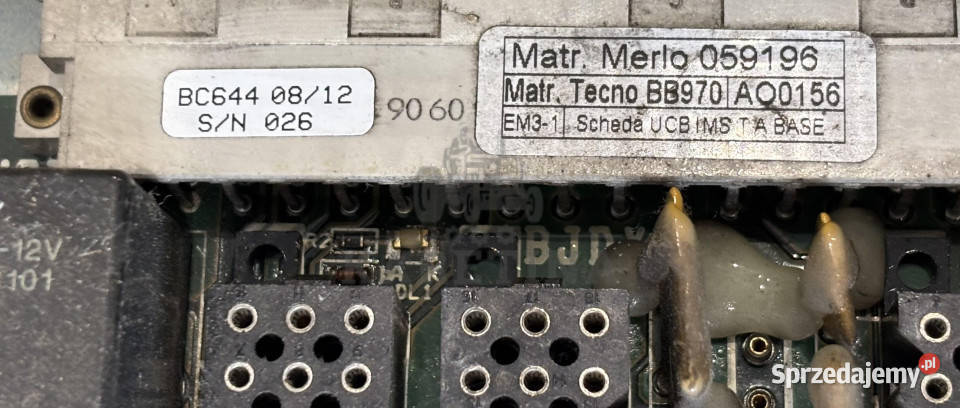 Matr. Merlo 059196
BC644 08/12
S/N 026
9060
Matr. Tecno BB970 AQ0156
EM3-1 Scheda UCB IMS T A BASE
R2
BJD
-12V
101
A K
DL1
Sprzedajemy.pl